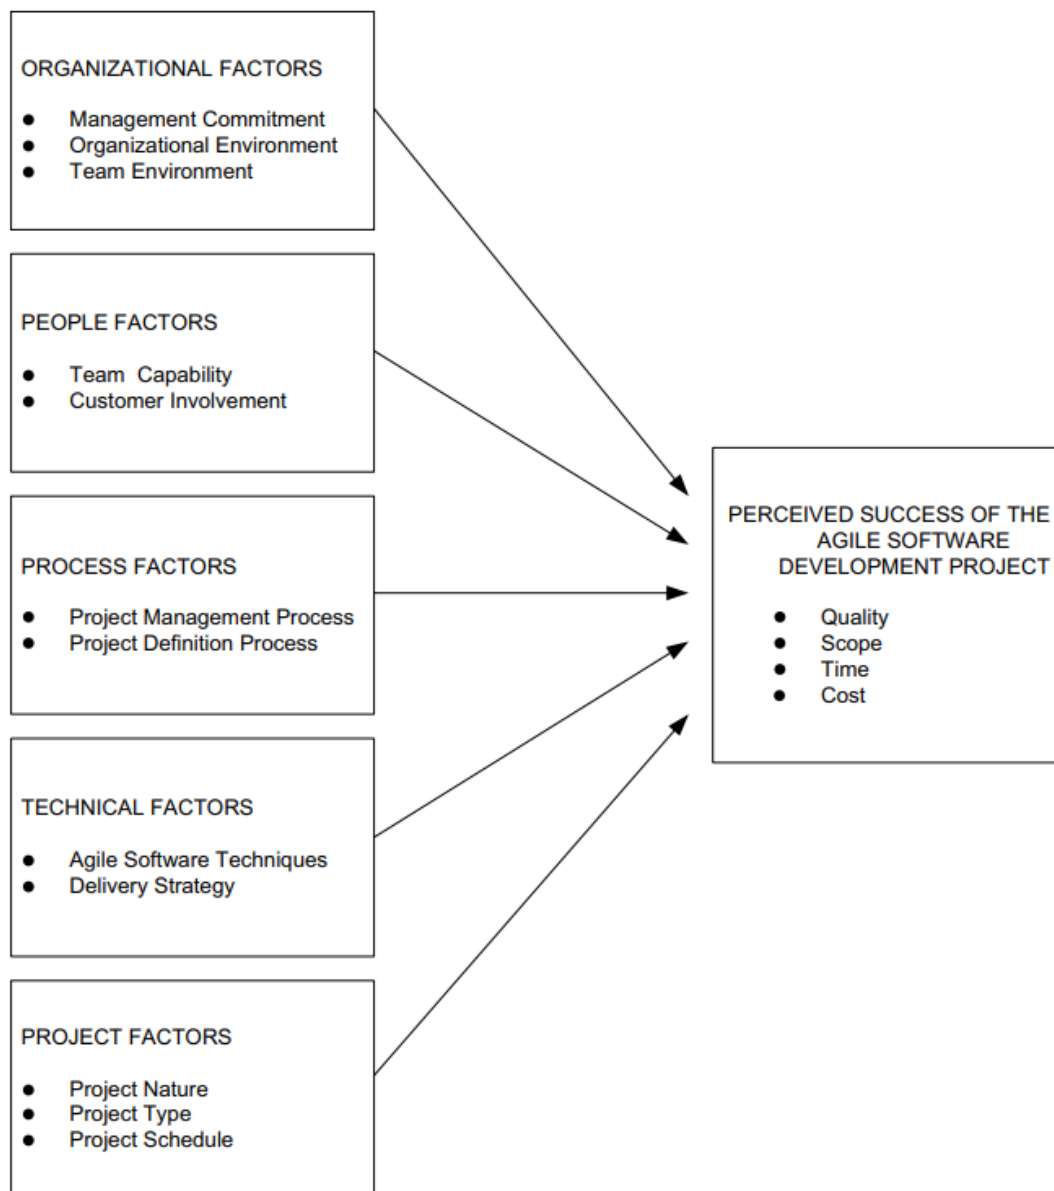 ORGANIZATIONAL FACTORS
● Management Commitment
● Organizational Environment
● Team Environment
PEOPLE FACTORS
● Team Capability
● Customer Involvement
PROCESS FACTORS
● Project Management Process
● Project Definition Process
TECHNICAL FACTORS
● Agile Software Techniques
● Delivery Strategy
PROJECT FACTORS
● Project Nature
● Project Type
● Project Schedule
PERCEIVED SUCCESS OF THE
AGILE SOFTWARE
DEVELOPMENT PROJECT
● Quality
● Scope
● Time
● Cost